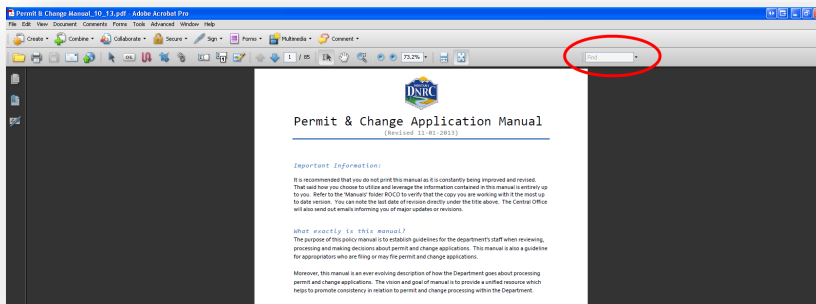 Permit & Change Manual_10_13.pdf - Adobe Acrobat Pro
File Edit View Document Comments Forms Tools Advanced Window Help
Create Combine Collaborate Secure Sign Forms Multimedia Comment
1 / 85 73.2% Find
DNRC
Permit & Change Application Manual
(Revised 11-01-2013)
Important Information:
It is recommended that you do not print this manual as it is constantly being improved and revised.
That said how you choose to utilize and leverage the information contained in this manual is entirely up
to you. Refer to the 'Manuals' folder ROCO to verify that the copy you are working with it the most up
to date version. You can note the last date of revision directly under the title above. The Central Office
will also send out emails informing you of major updates or revisions.
What exactly is this manual?
The purpose of this policy manual is to establish guidelines for the department's staff when reviewing,
processing and making decisions about permit and change applications. This manual is also a guideline
for appropriators who are filing or may file permit and change applications.
Moreover, this manual is an ever evolving description of how the Department goes about processing
permit and change applications. The vision and goal of manual is to provide a unified resource which
helps to promote consistency in relation to permit and change processing within the Department.